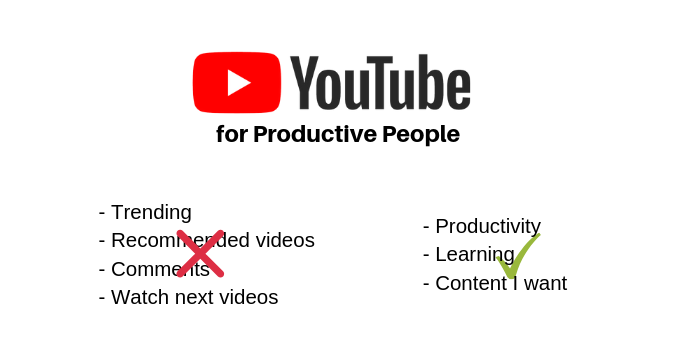 YouTube
for Productive People
- Trending
- Recommended videos
- Comments
- Watch next videos
- Productivity
- Learning
- Content I want